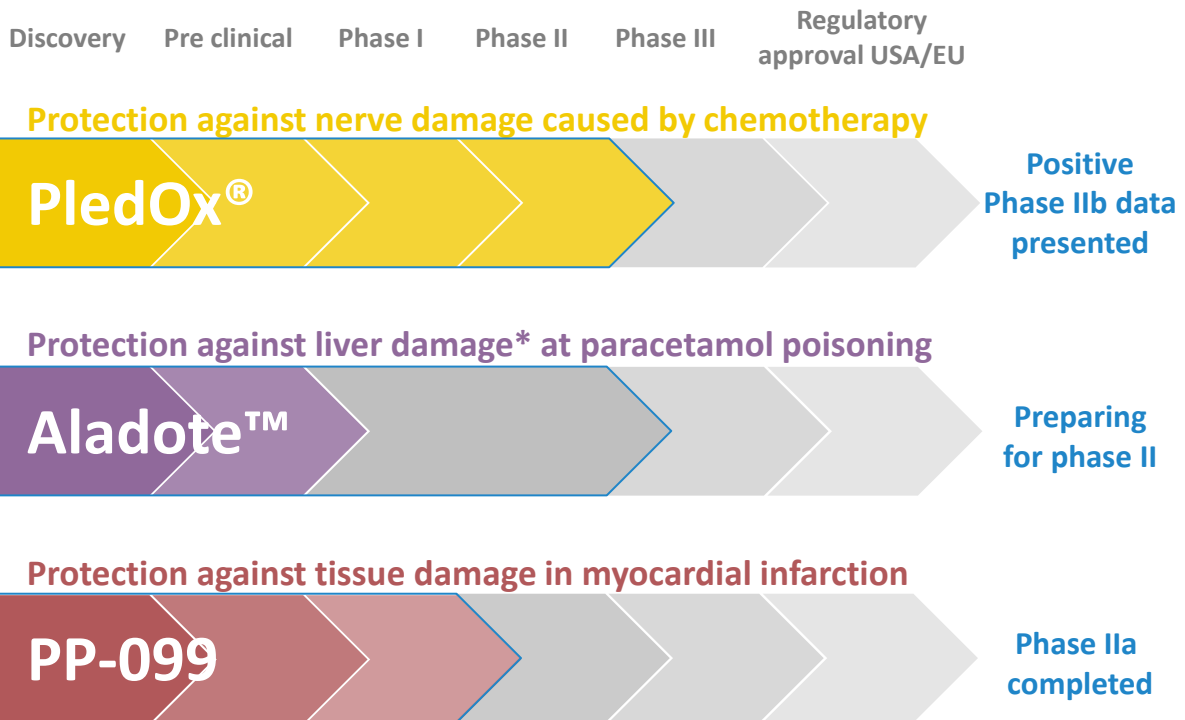 Discovery Pre clinical Phase I Phase II Phase III Regulatory
approval USA/EU
Protection against nerve damage caused by chemotherapy
PledOx®
Positive
Phase IIb data
presented
Protection against liver damage* at paracetamol poisoning
Aladote™
Preparing
for phase II
Protection against tissue damage in myocardial infarction
PP-099
Phase IIa
completed